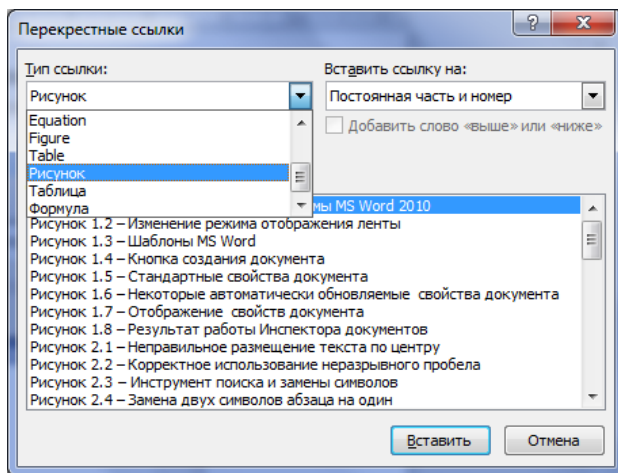 Перекрестные ссылки
Тип ссылки:
Вставить ссылку на:
Рисунок
Постоянная часть и номер
Equation
Figure
Table
Рисунок
Таблица
Формула
Добавить слово «выше» или «ниже»
мы MS Word 2010
Рисунок 1.2 – Изменение режима отображения ленты
Рисунок 1.3 – Шаблоны MS Word
Рисунок 1.4 – Кнопка создания документа
Рисунок 1.5 – Стандартные свойства документа
Рисунок 1.6 – Некоторые автоматически обновляемые свойства документа
Рисунок 1.7 – Отображение свойств документа
Рисунок 1.8 – Результат работы Инспектора документов
Рисунок 2.1 – Неправильное размещение текста по центру
Рисунок 2.2 – Корректное использование неразрывного пробела
Рисунок 2.3 – Инструмент поиска и замены символов
Рисунок 2.4 – Замена двух символов абзаца на один
Вставить
Отмена